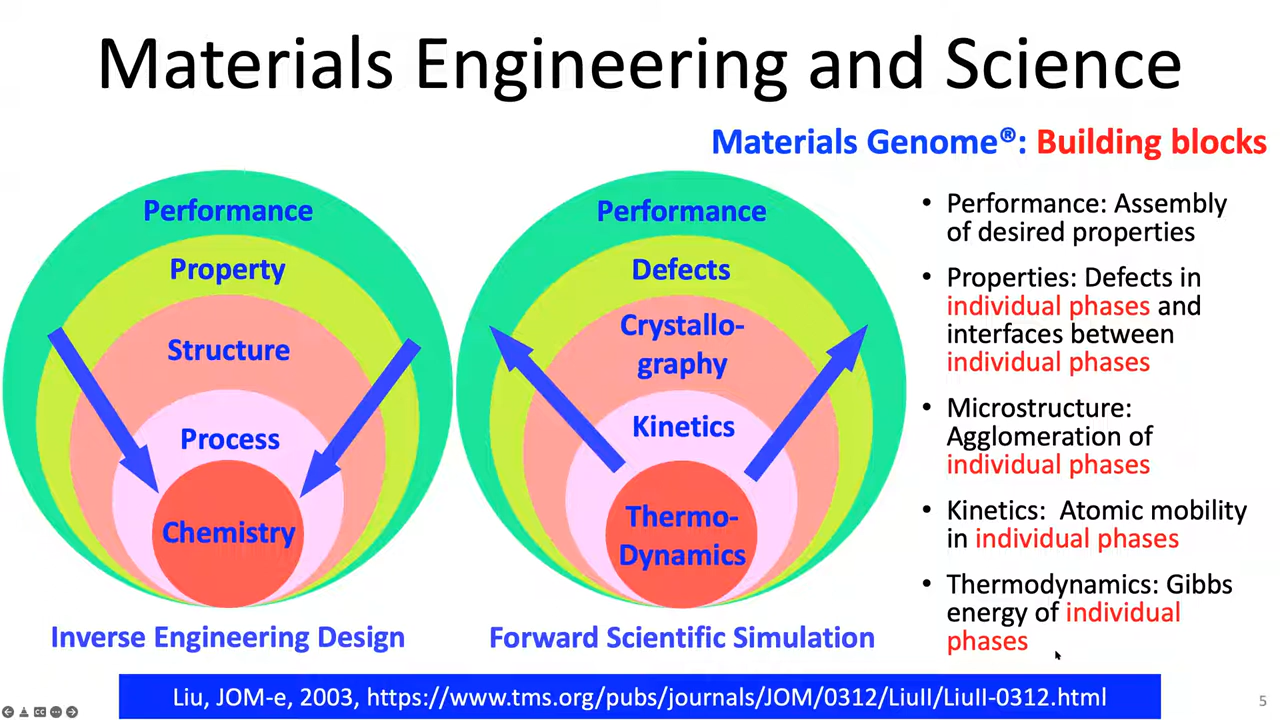 Materials Engineering and Science
Materials Genome®: Building blocks
Performance
Property
Structure
Process
Chemistry
Inverse Engineering Design
Performance
Defects
Crystallo-
graphy
Kinetics
Thermo-
Dynamics
Forward Scientific Simulation
• Performance: Assembly
of desired properties
• Properties: Defects in
individual phases and
interfaces between
individual phases
• Microstructure:
Agglomeration of
individual phases
• Kinetics: Atomic mobility
in individual phases
• Thermodynamics: Gibbs
energy of individual
phases
Liu, JOM-e, 2003, https://www.tms.org/pubs/journals/JOM/0312/LiuII/LiuII-0312.html
5